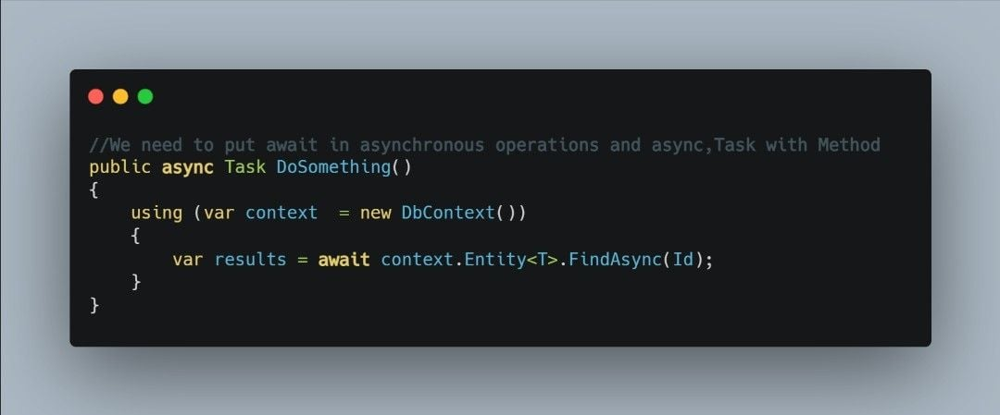 //We need to put await in asynchronous operations and async,Task with Method
public async Task DoSomething()
{
    using (var context  = new DbContext())
    {
        var results = await context.Entity<T>.FindAsync(Id);
    }
}